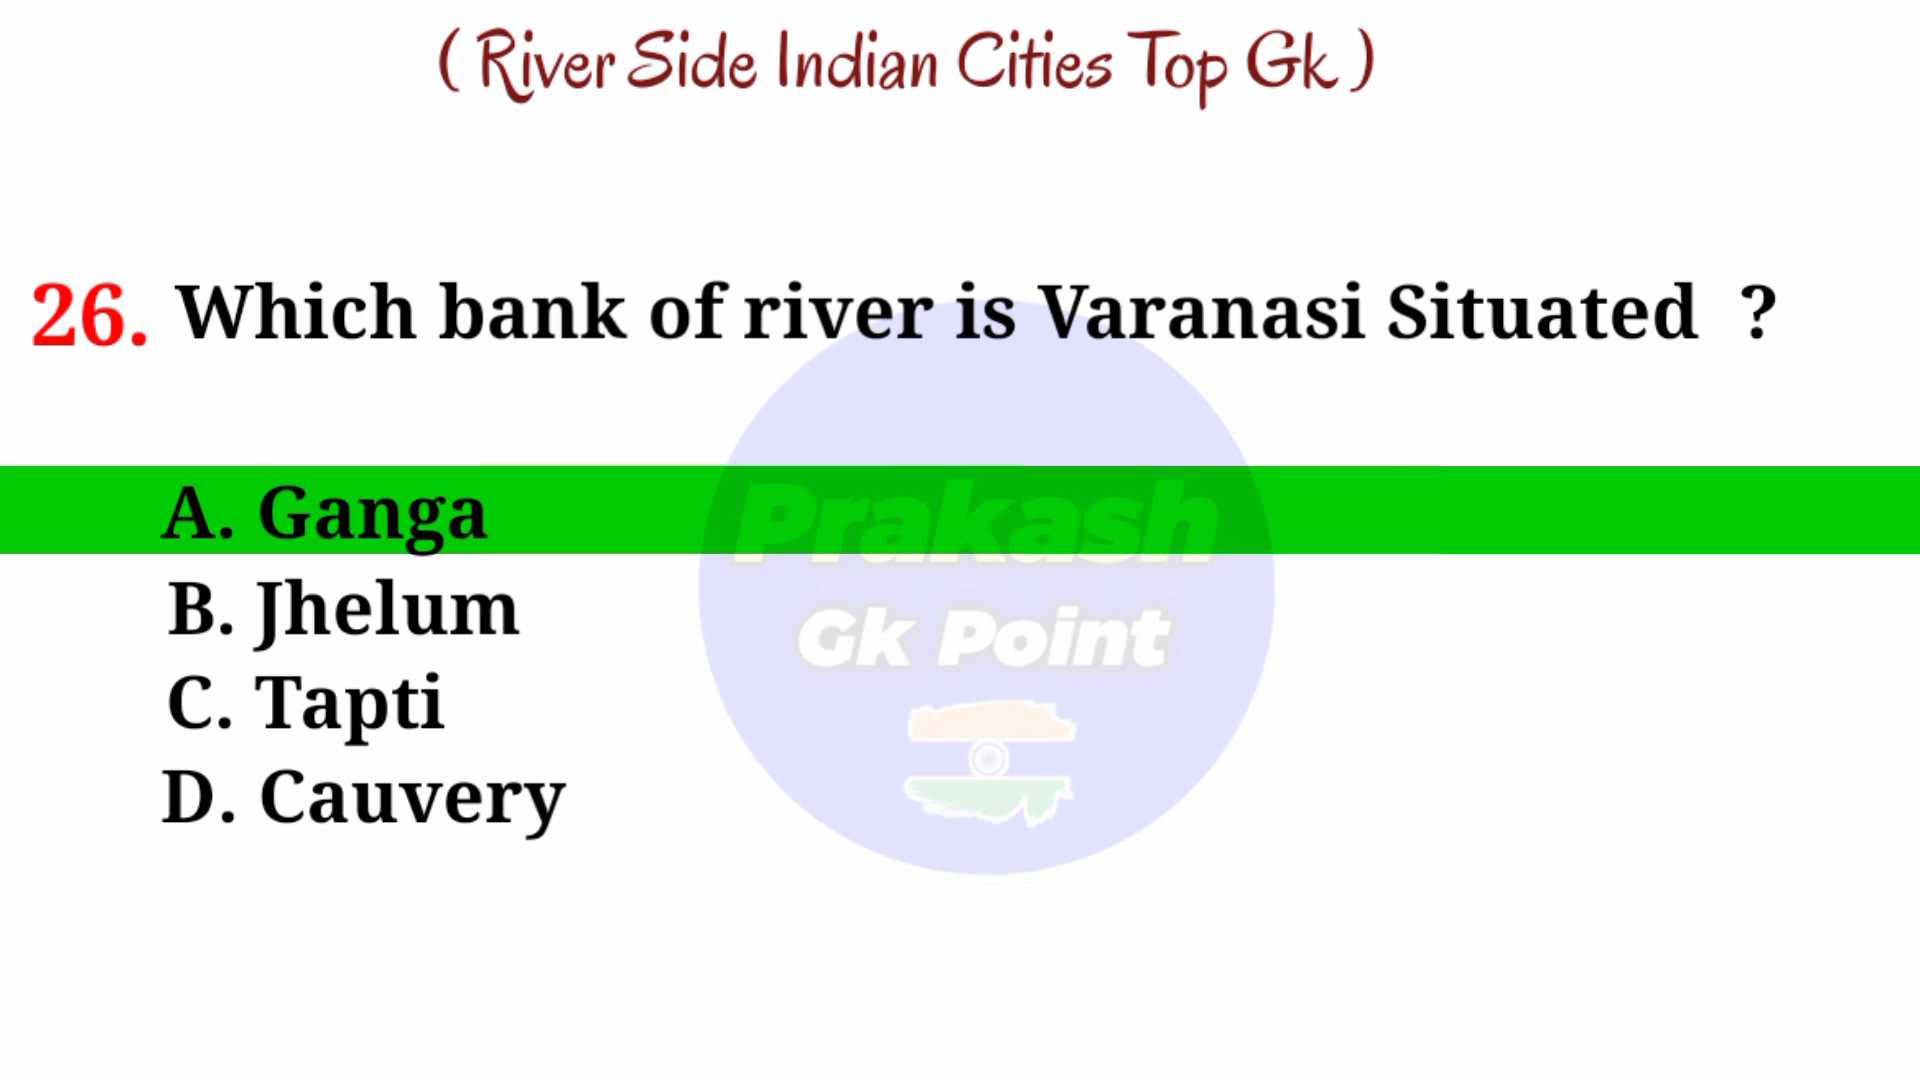 ( River Side Indian Cities Top Gk )
26. Which bank of river is Varanasi Situated ?
A. Ganga
Prakash
B. Jhelum
Gk Point
C. Tapti
D. Cauvery